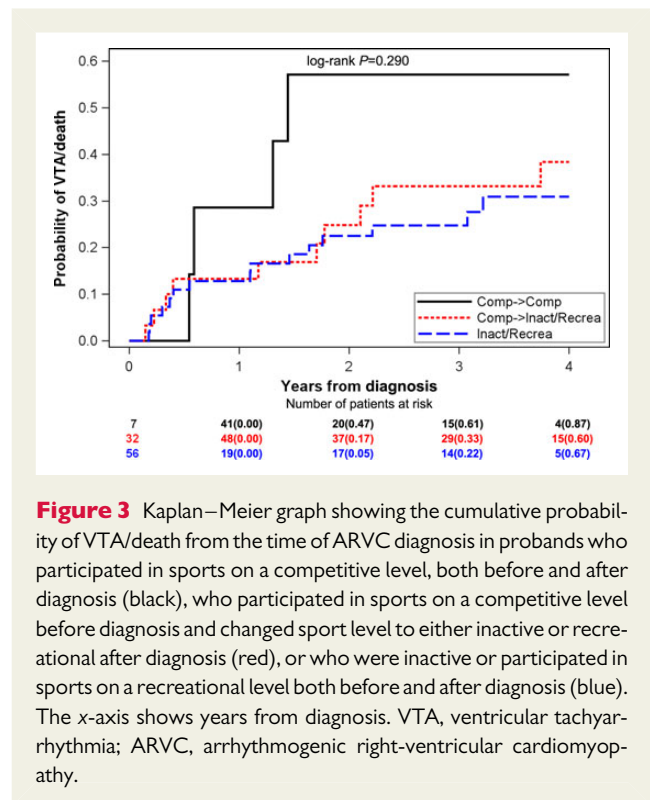 log-rank P=0.290
0.6
0.5
0.4
0.3
0.2
0.1
0.0
Probability of VTA/death
Comp->Comp
Comp->Inact/Recrea
Inact/Recrea
0 1 2 3 4
Years from diagnosis
Number of patients at risk
7 41(0.00) 20(0.47) 15(0.61) 4(0.87)
32 48(0.00) 37(0.17) 29(0.33) 15(0.60)
56 19(0.00) 17(0.05) 14(0.22) 5(0.67)
Figure 3 Kaplan–Meier graph showing the cumulative probabil-
ity of VTA/death from the time of ARVC diagnosis in probands who
participated in sports on a competitive level, both before and after
diagnosis (black), who participated in sports on a competitive level
before diagnosis and changed sport level to either inactive or recre-
ational after diagnosis (red), or who were inactive or participated in
sports on a recreational level both before and after diagnosis (blue).
The x-axis shows years from diagnosis. VTA, ventricular tachyar-
rhythmia; ARVC, arrhythmogenic right-ventricular cardiomyop-
athy.